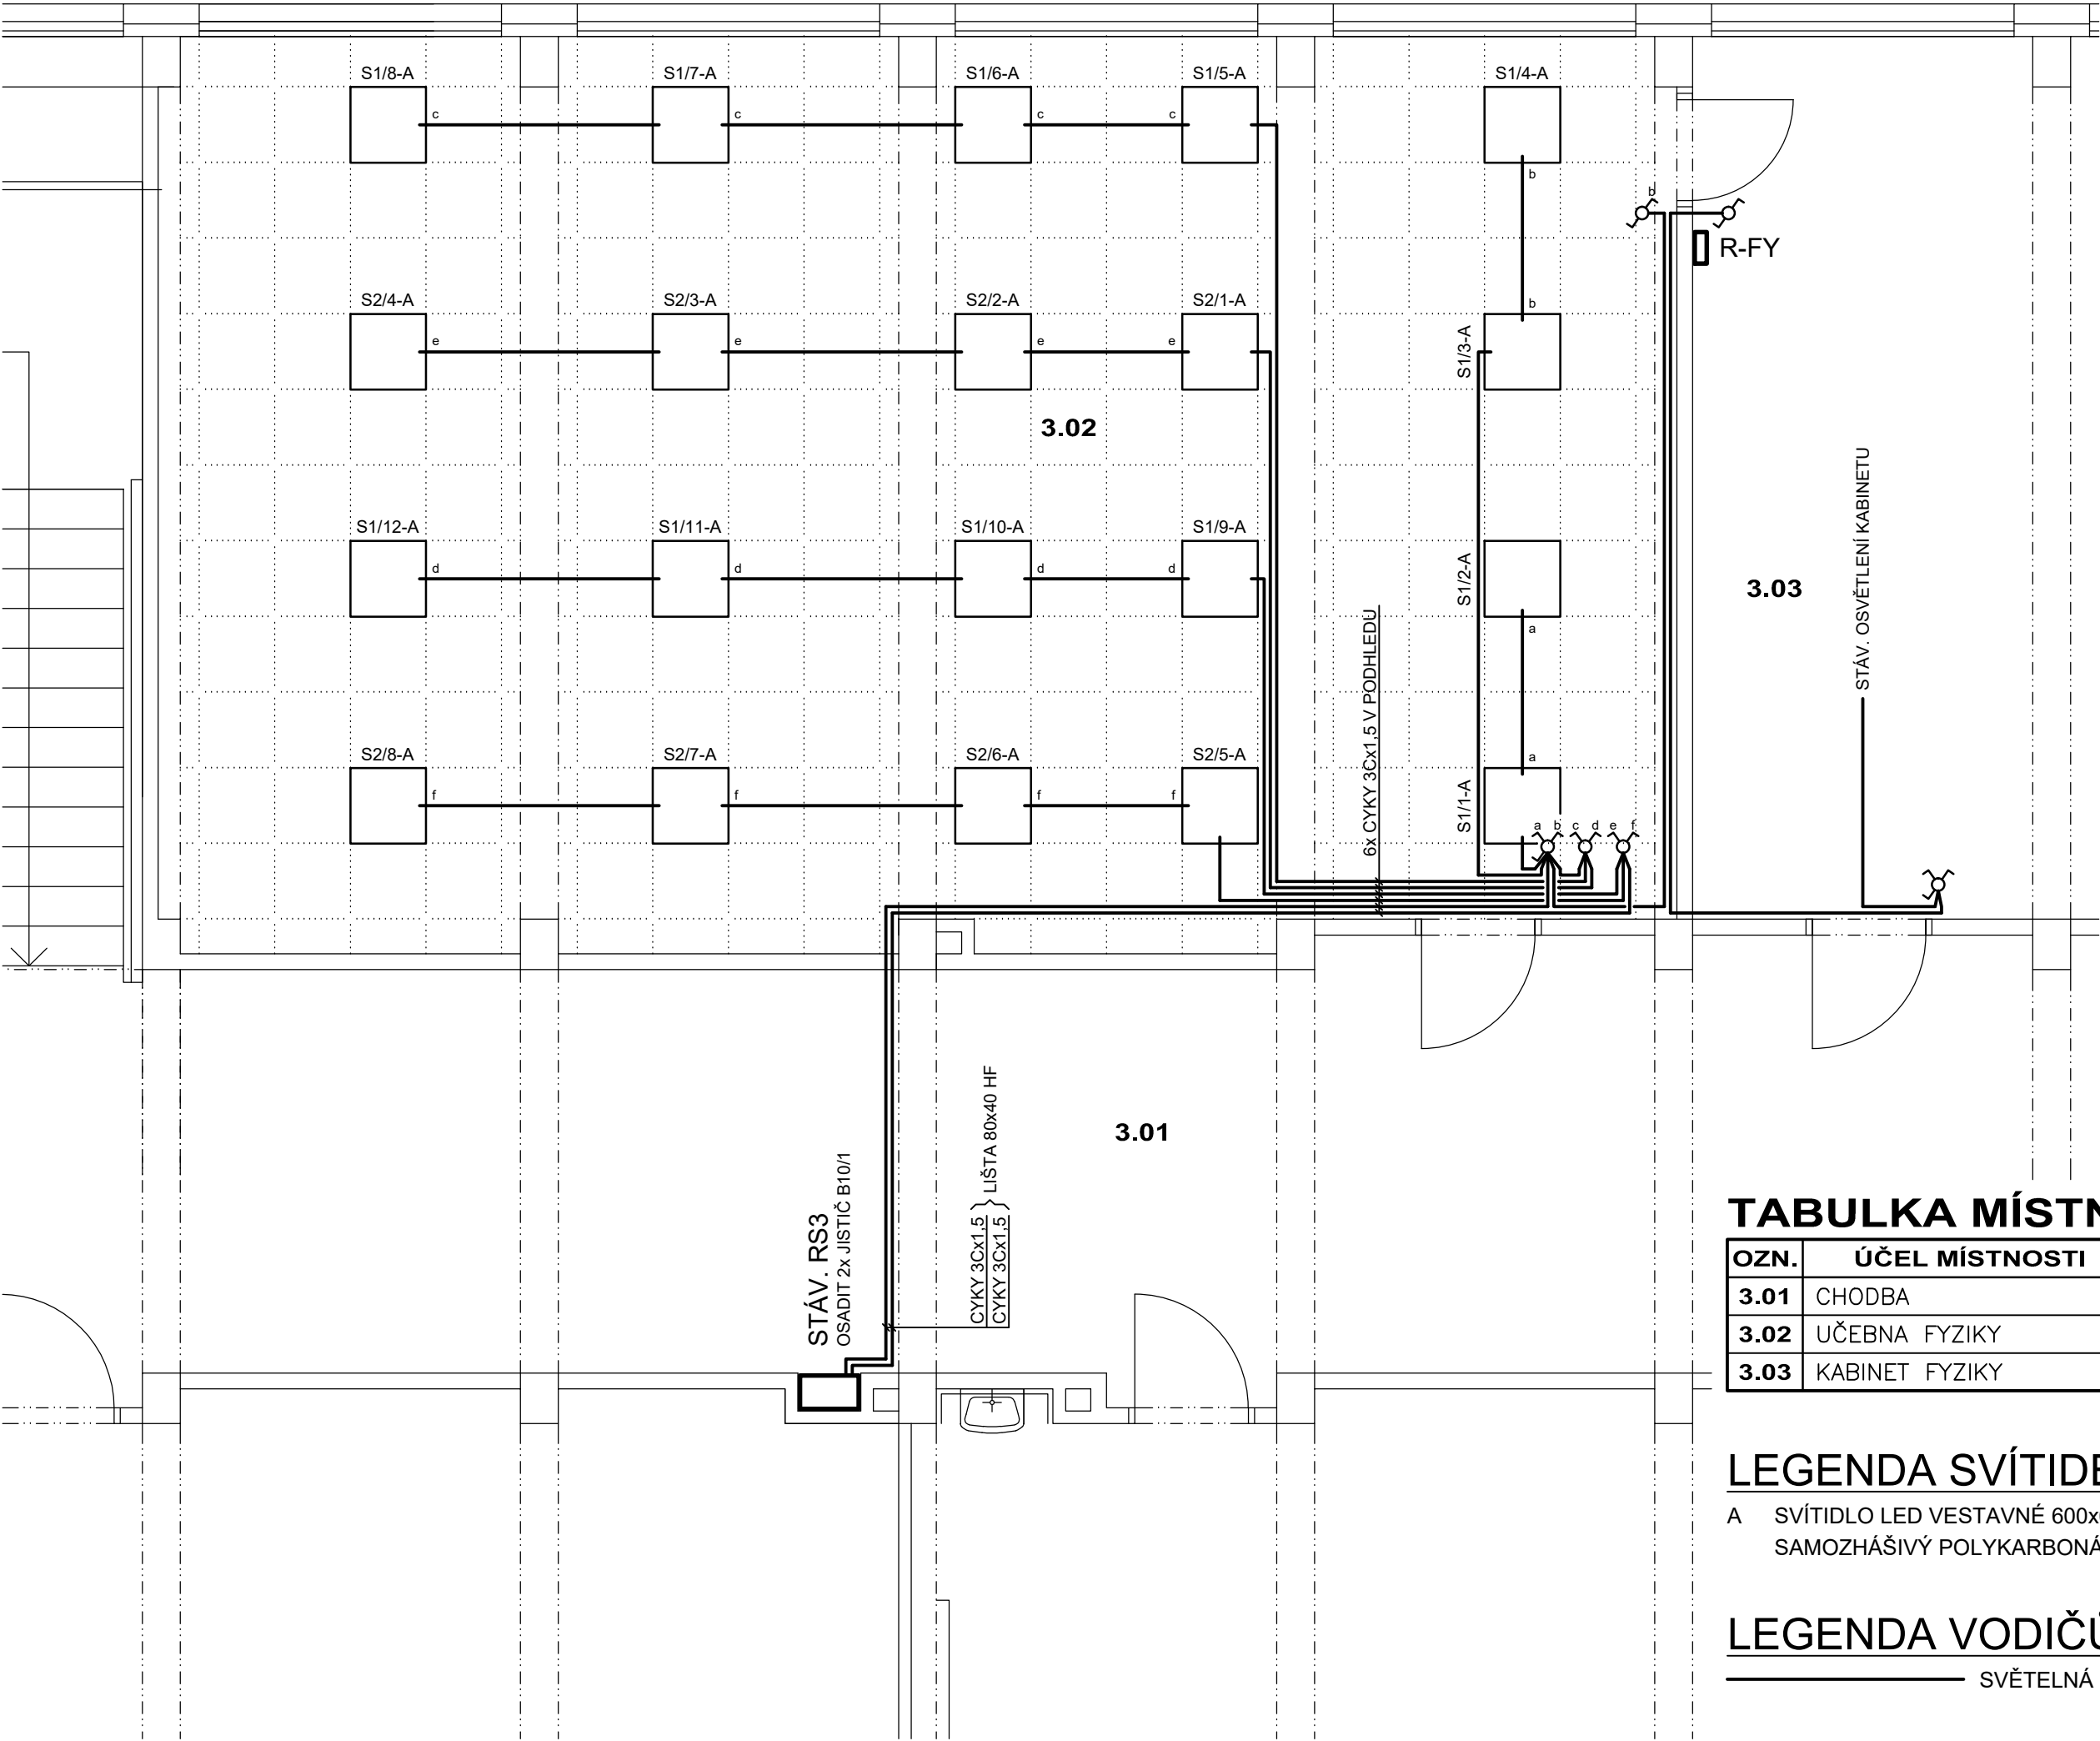 S1/8-A
S1/7-A
S1/6-A
S1/5-A
S1/4-A
c
c
c
c
b
b
R-FY
S2/4-A
S2/3-A
S2/2-A
S2/1-A
b
S1/3-A
e
e
e
e
3.02
S1/12-A
S1/11-A
S1/10-A
S1/9-A
S1/2-A
d
d
d
d
a
3.03
STÁV. OSVĚTLENÍ KABINETU
6x CYKY 3Cx1,5 V PODHLEDU
S2/8-A
S2/7-A
S2/6-A
S2/5-A
a
S1/1-A
f
f
f
f
a b c d e f
3.01
STÁV. RS3
OSADIT 2x JISTIČ B10/1
CYKY 3Cx1,5
CYKY 3Cx1,5
LIŠTA 80x40 HF
TABULKA MÍSTN
OZN. ÚČEL MÍSTNOSTI
3.01 CHODBA
3.02 UČEBNA FYZIKY
3.03 KABINET FYZIKY
LEGENDA SVÍTIDE
A SVÍTIDLO LED VESTAVNÉ 600x
SAMOZHÁŠIVÝ POLYKARBONÁ
LEGENDA VODIČŮ
SVĚTELNÁ